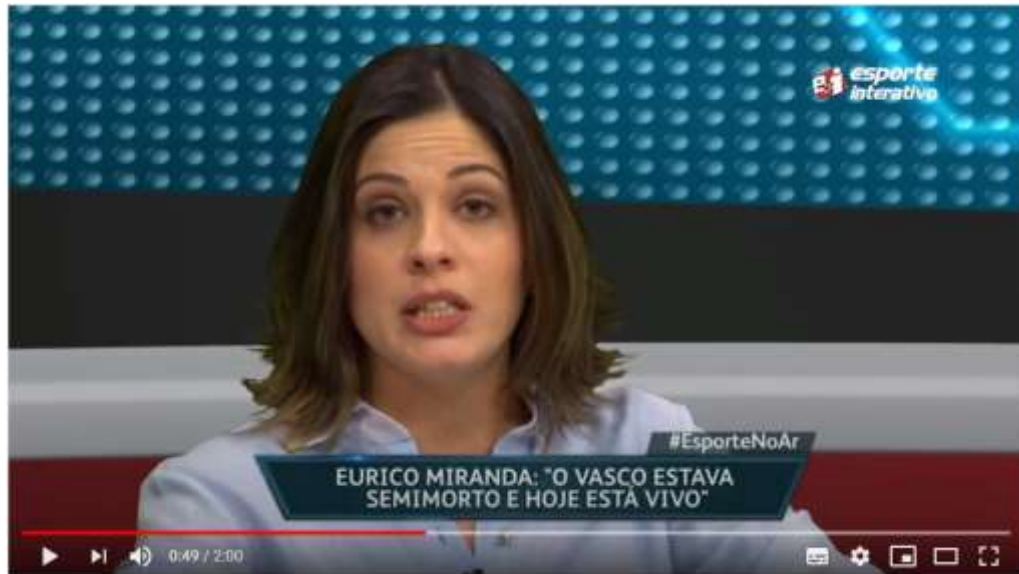 esporte
interativo
#EsporteNoAr
EURICO MIRANDA: "O VASCO ESTAVA
SEMIMORTO E HOJE ESTÁ VIVO"
0:49 / 2:00